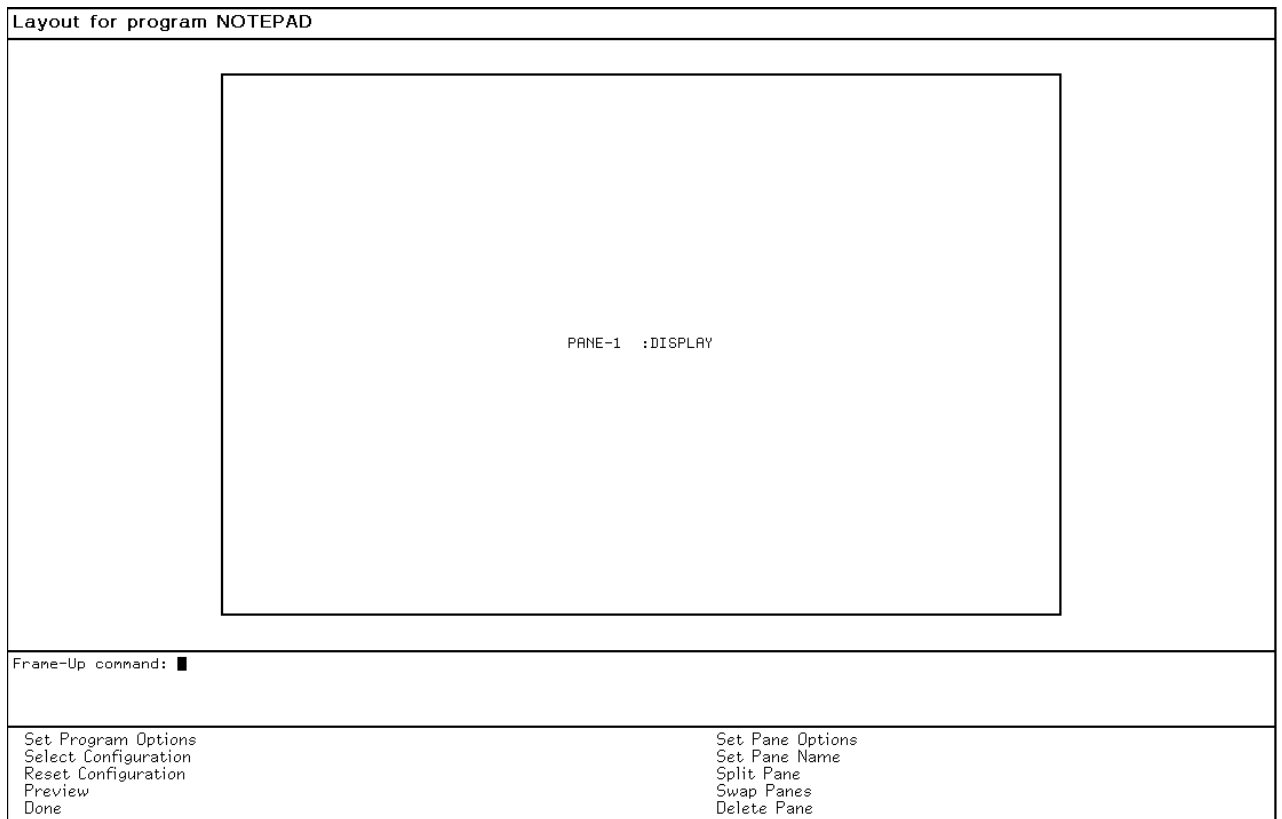 Layout for program NOTEPAD
PANE-1 :DISPLAY
Frame-Up command:
Set Program Options
Select Configuration
Reset Configuration
Preview
Done
Set Pane Options
Set Pane Name
Split Pane
Swap Panes
Delete Pane